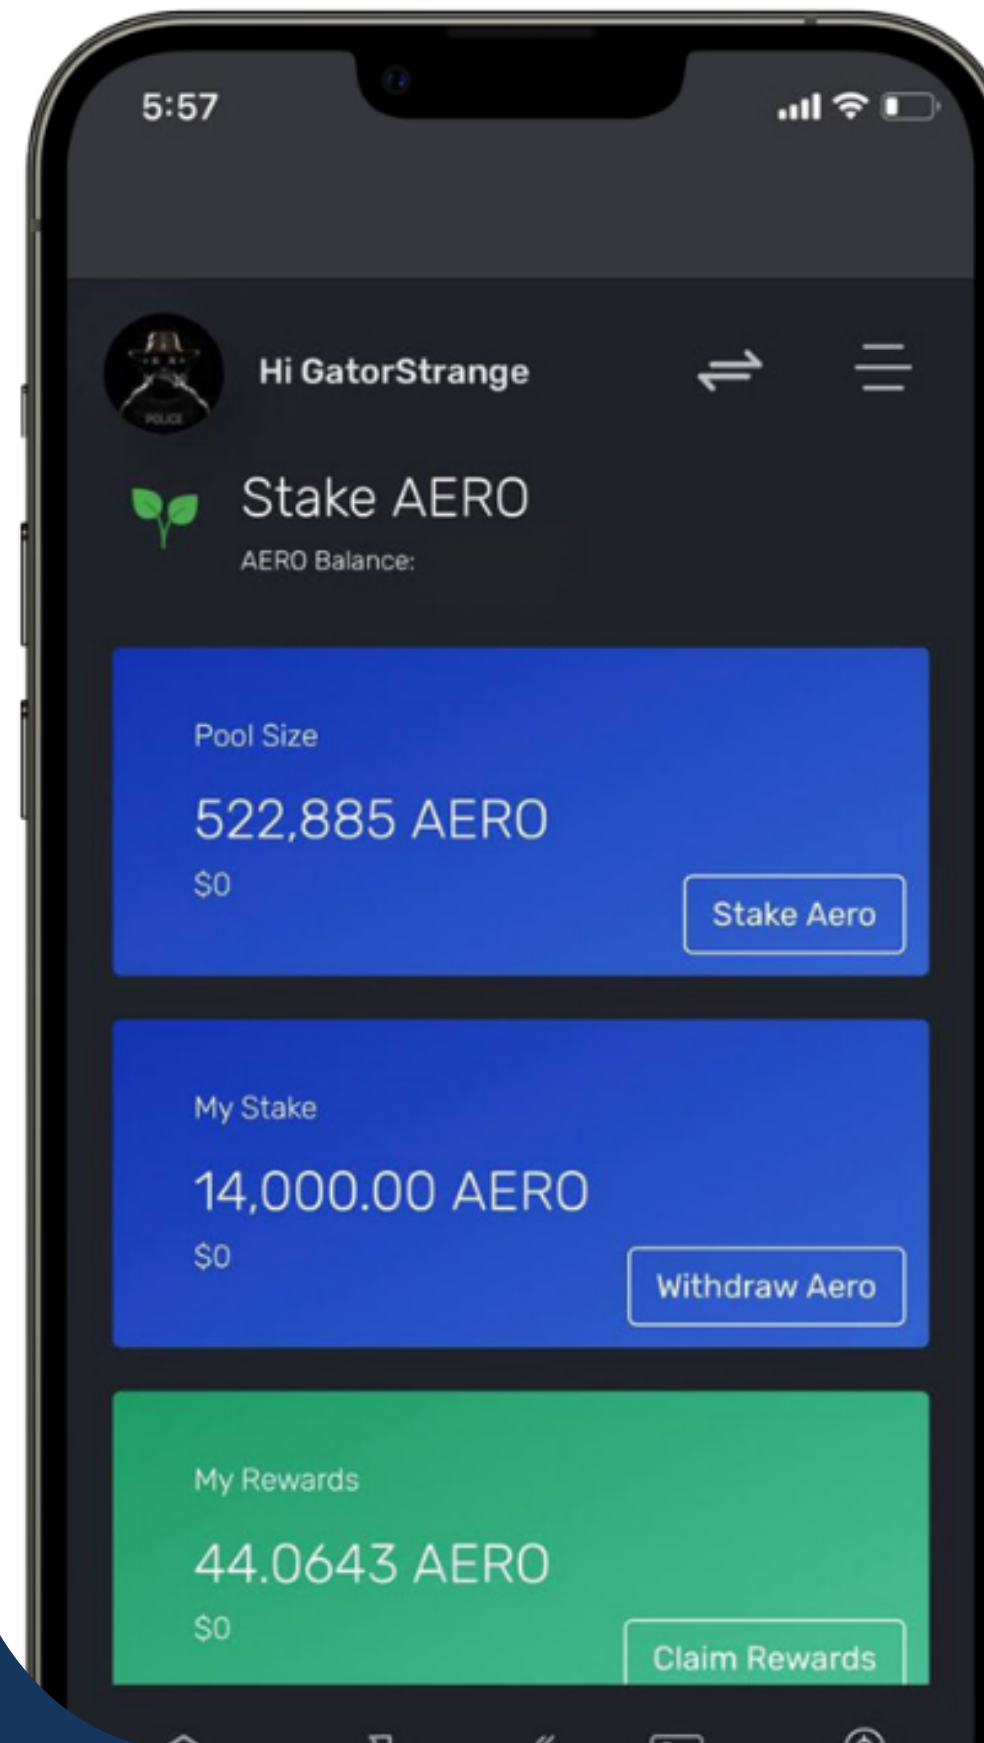 5:57
POLICE
Hi GatorStrange
Stake AERO
AERO Balance:
Pool Size
522,885 AERO
$0
Stake Aero
My Stake
14,000.00 AERO
$0
Withdraw Aero
My Rewards
44.0643 AERO
$0
Claim Rewards